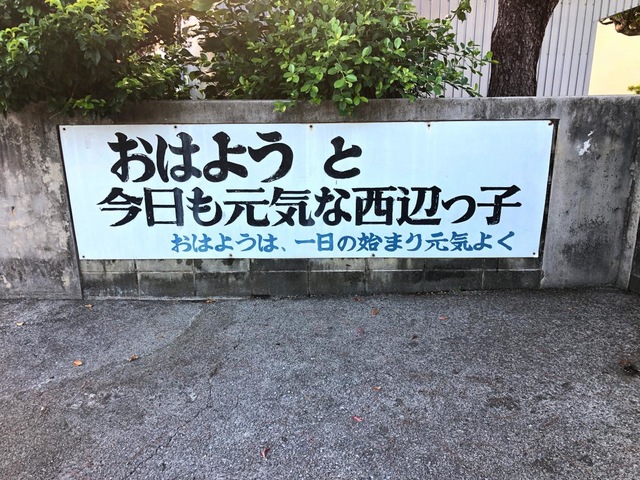 おはよう と
今日も元気な西辺っ子
おはようは、一日の始まり元気よく